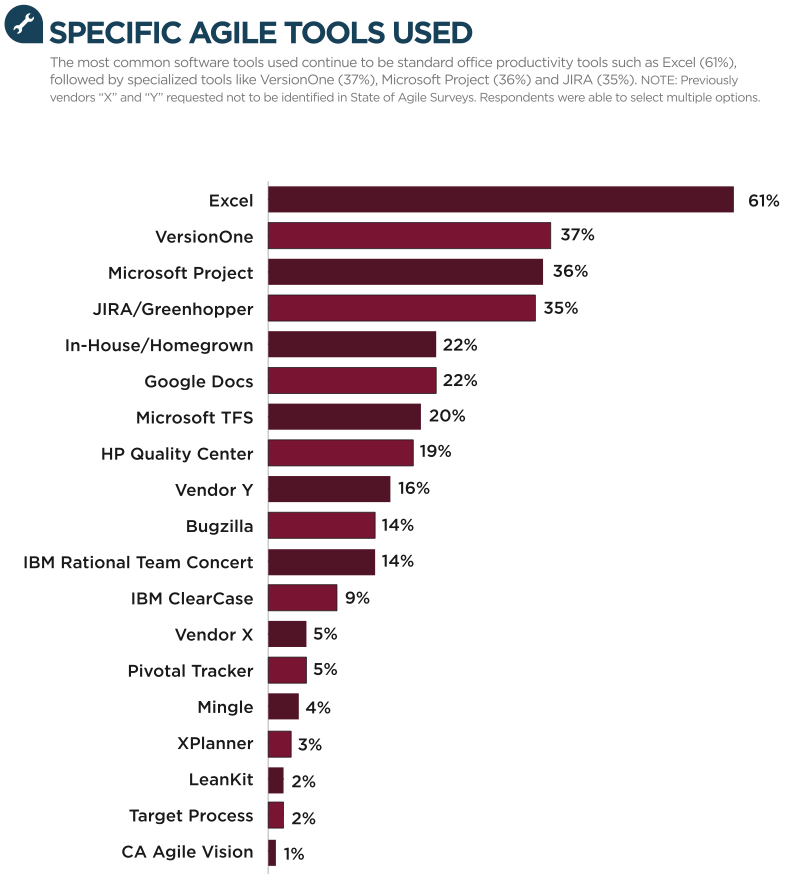 SPECIFIC AGILE TOOLS USED
The most common software tools used continue to be standard office productivity tools such as Excel (61%),
followed by specialized tools like VersionOne (37%), Microsoft Project (36%) and JIRA (35%). NOTE: Previously
vendors “X” and “Y” requested not to be identified in State of Agile Surveys. Respondents were able to select multiple options.
Excel 61%
VersionOne 37%
Microsoft Project 36%
JIRA/Greenhopper 35%
In-House/Homegrown 22%
Google Docs 22%
Microsoft TFS 20%
HP Quality Center 19%
Vendor Y 16%
Bugzilla 14%
IBM Rational Team Concert 14%
IBM ClearCase 9%
Vendor X 5%
Pivotal Tracker 5%
Mingle 4%
XPlanner 3%
LeanKit 2%
Target Process 2%
CA Agile Vision 1%